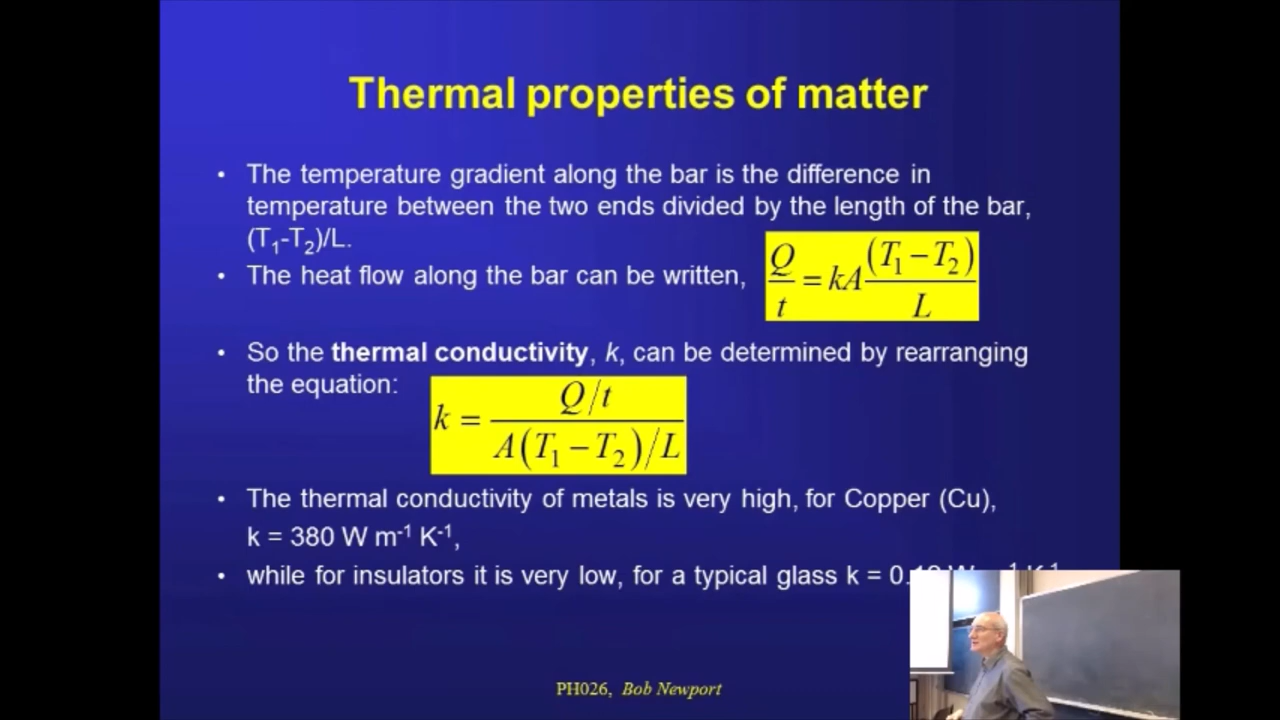 Thermal properties of matter
• The temperature gradient along the bar is the difference in
temperature between the two ends divided by the length of the bar,
(T₁-T₂)/L.
• The heat flow along the bar can be written,
Q/t = kA (T₁ − T₂)/L
• So the thermal conductivity, k, can be determined by rearranging
the equation:
k = Q/t / A(T₁ − T₂)/L
• The thermal conductivity of metals is very high, for Copper (Cu),
k = 380 W m⁻¹ K⁻¹,
• while for insulators it is very low, for a typical glass k =
PH026, Bob Newport